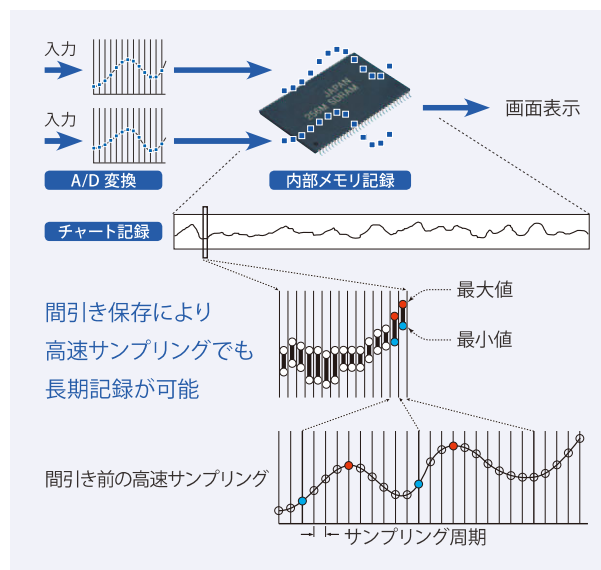 入力
入力
JAPAN
256M SDRAM
画面表示
A/D 変換
内部メモリ記録
チャート記録
間引き保存により
高速サンプリングでも
長期記録が可能
最大値
最小値
間引き前の高速サンプリング
サンプリング周期